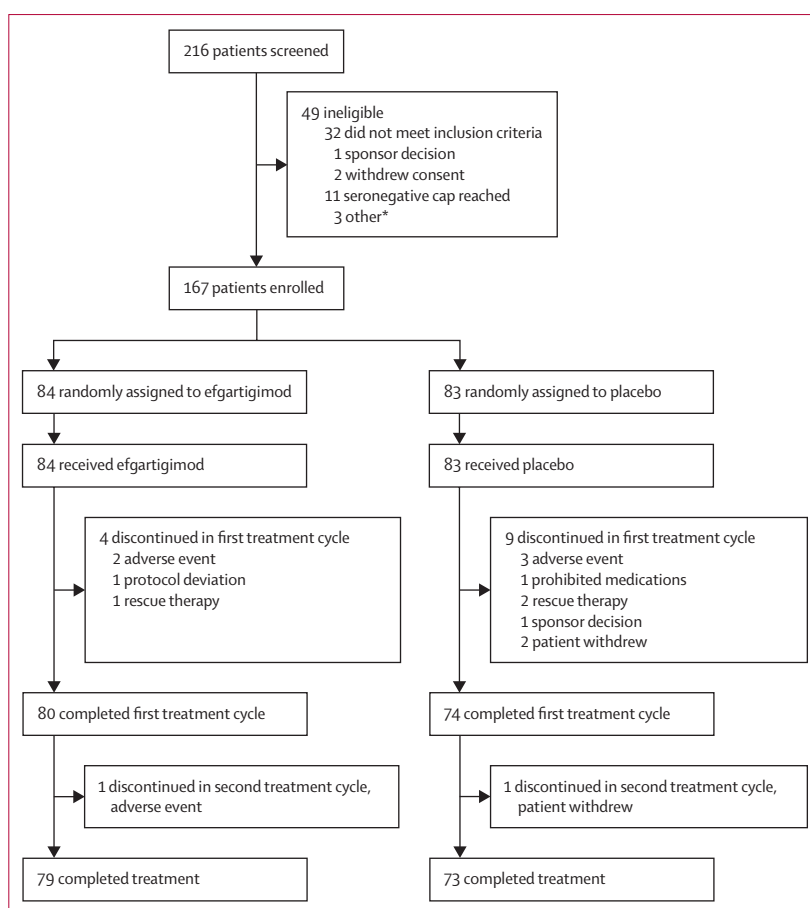 216 patients screened
49 ineligible
32 did not meet inclusion criteria
1 sponsor decision
2 withdrew consent
11 seronegative cap reached
3 other*
167 patients enrolled
84 randomly assigned to efgartigimod
83 randomly assigned to placebo
84 received efgartigimod
83 received placebo
4 discontinued in first treatment cycle
2 adverse event
1 protocol deviation
1 rescue therapy
9 discontinued in first treatment cycle
3 adverse event
1 prohibited medications
2 rescue therapy
1 sponsor decision
2 patient withdrew
80 completed first treatment cycle
74 completed first treatment cycle
1 discontinued in second treatment cycle,
adverse event
1 discontinued in second treatment cycle,
patient withdrew
79 completed treatment
73 completed treatment